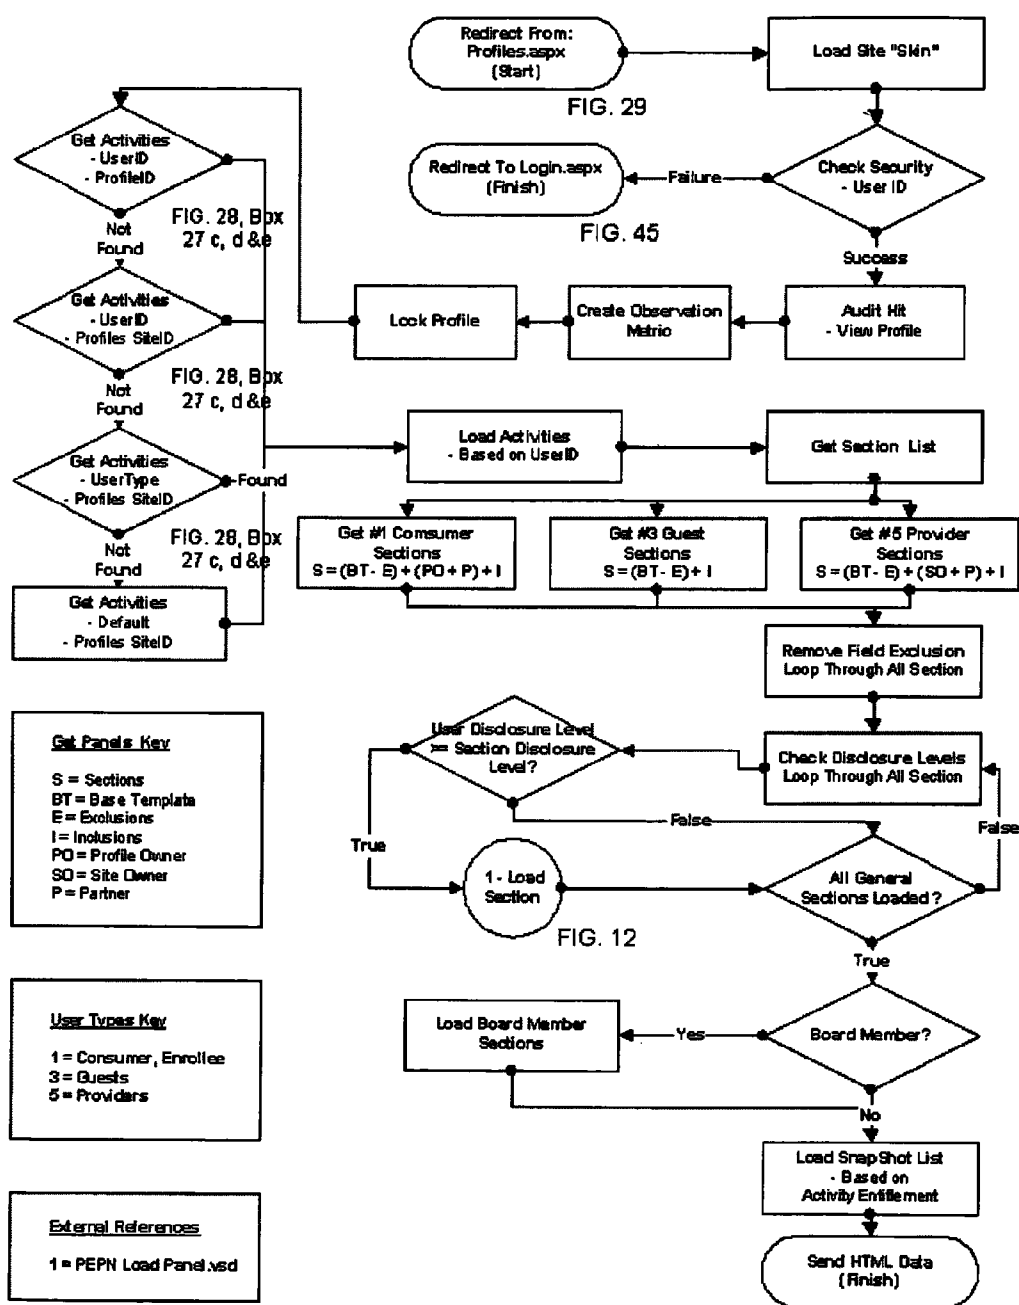 Redirect From:
Profiles.aspx
(Start)
Load Site "Skin"
FIG. 29
Get Activities
- UserID
- ProfileID
Redirect To Login.aspx
(Finish)
Failure
Check Security
- User ID
FIG. 45
Not
Found
FIG. 28, Box
27 c, d &e
Success
Get Activities
- UserID
- Profiles SiteID
Lock Profile
Create Observation
Metric
Audit Hit
- View Profile
Not
Found
FIG. 28, Box
27 c, d &e
Load Activities
- Based on UserID
Get Section List
Get Activities
- UserType
- Profiles SiteID
Found
Not
Found
FIG. 28, Box
27 c, d &e
Get #1 Comsumer
Sections
S = (BT - E) + (PO + P) + I
Get #3 Guest
Sections
S = (BT - E) + I
Get #5 Provider
Sections
S = (BT - E) + (SO + P) + I
Get Activities
- Default
- Profiles SiteID
Remove Field Exclusion
Loop Through All Section
User Disclosure Level
>= Section Disclosure
Level?
Check Disclosure Levels
Loop Through All Section
Get Panels Key
S = Sections
BT = Base Template
E = Exclusions
I = Inclusions
PO = Profile Owner
SO = Site Owner
P = Partner
True
False
False
1 - Load
Section
All General
Sections Loaded?
FIG. 12
True
User Types Key
1 = Consumer, Enrollee
3 = Guests
5 = Providers
Load Board Member
Sections
Yes
Board Member?
No
Load SnapShot List
- Based on
Activity Entitlement
External References
1 = PEPN Load Panel.vsd
Send HTML Data
(Finish)